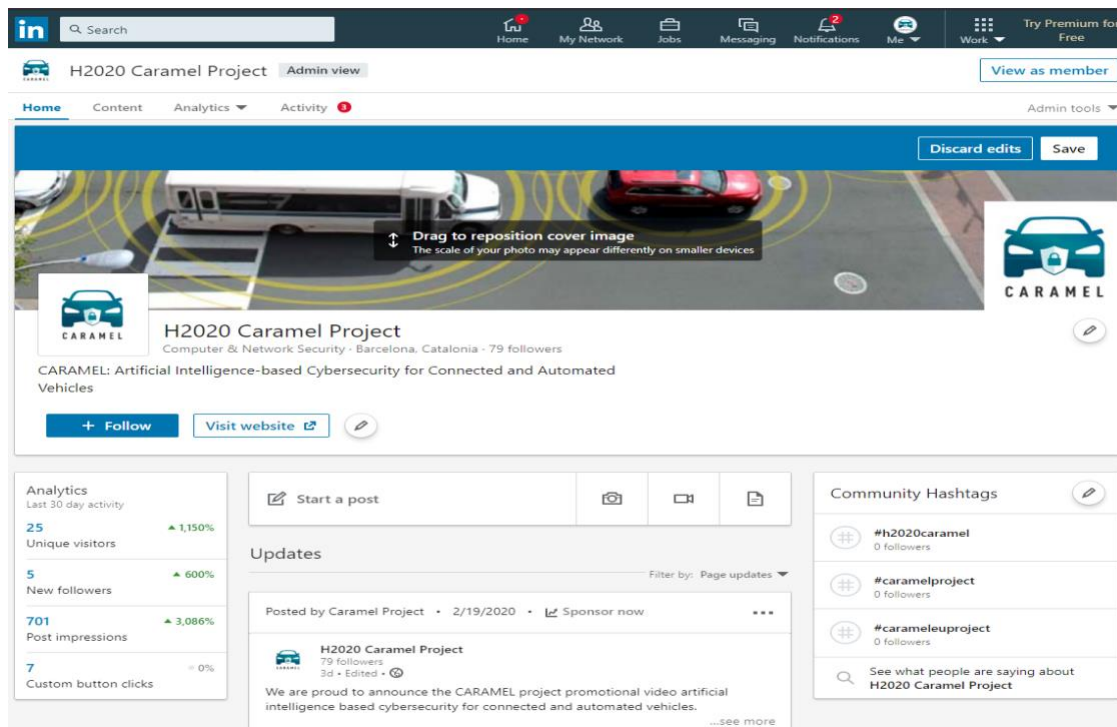 in
Search
Home
My Network
Jobs
Messaging
2
Notifications
Me
Work
Try Premium for
Free
CARAMEL
H2020 Caramel Project
Admin view
View as member
Home
Content
Analytics
Activity
3
Admin tools
Discard edits
Save
Drag to reposition cover image
The scale of your photo may appear differently on smaller devices
CARAMEL
CARAMEL
H2020 Caramel Project
Computer & Network Security - Barcelona, Catalonia - 79 followers
CARAMEL: Artificial Intelligence-based Cybersecurity for Connected and Automated
Vehicles
+ Follow
Visit website
Analytics
Last 30 day activity
25
1,150%
Unique visitors
5
600%
New followers
701
3,086%
Post impressions
7
0%
Custom button clicks
Start a post
Updates
Filter by: Page updates
Posted by Caramel Project • 2/19/2020 • Sponsor now
CARAMEL
H2020 Caramel Project
79 followers
3d • Edited •
We are proud to announce the CARAMEL project promotional video artificial
intelligence based cybersecurity for connected and automated vehicles.
...see more
Community Hashtags
#h2020caramel
0 followers
#caramelproject
0 followers
#carameleuproject
0 followers
See what people are saying about
H2020 Caramel Project